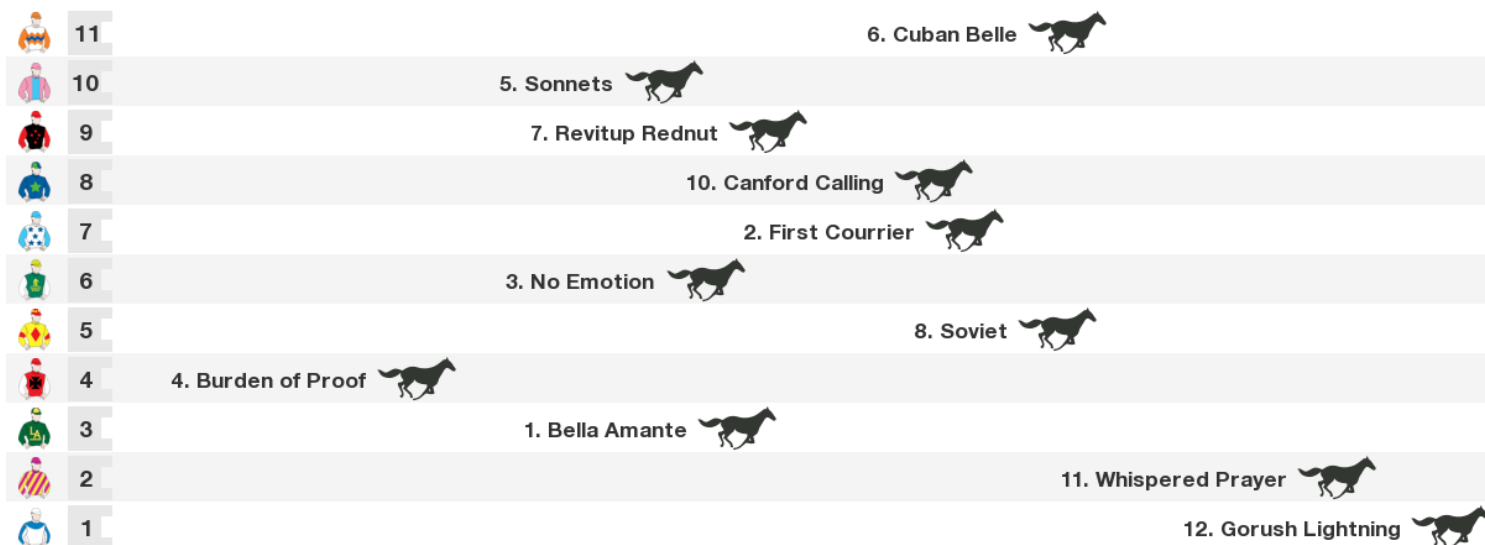 11 6. Cuban Belle
10 5. Sonnets
9 7. Revitup Rednut
8 10. Canford Calling
7 2. First Courrier
6 3. No Emotion
5 8. Soviet
4 4. Burden of Proof
3 1. Bella Amante
2 11. Whispered Prayer
1 12. Gorush Lightning